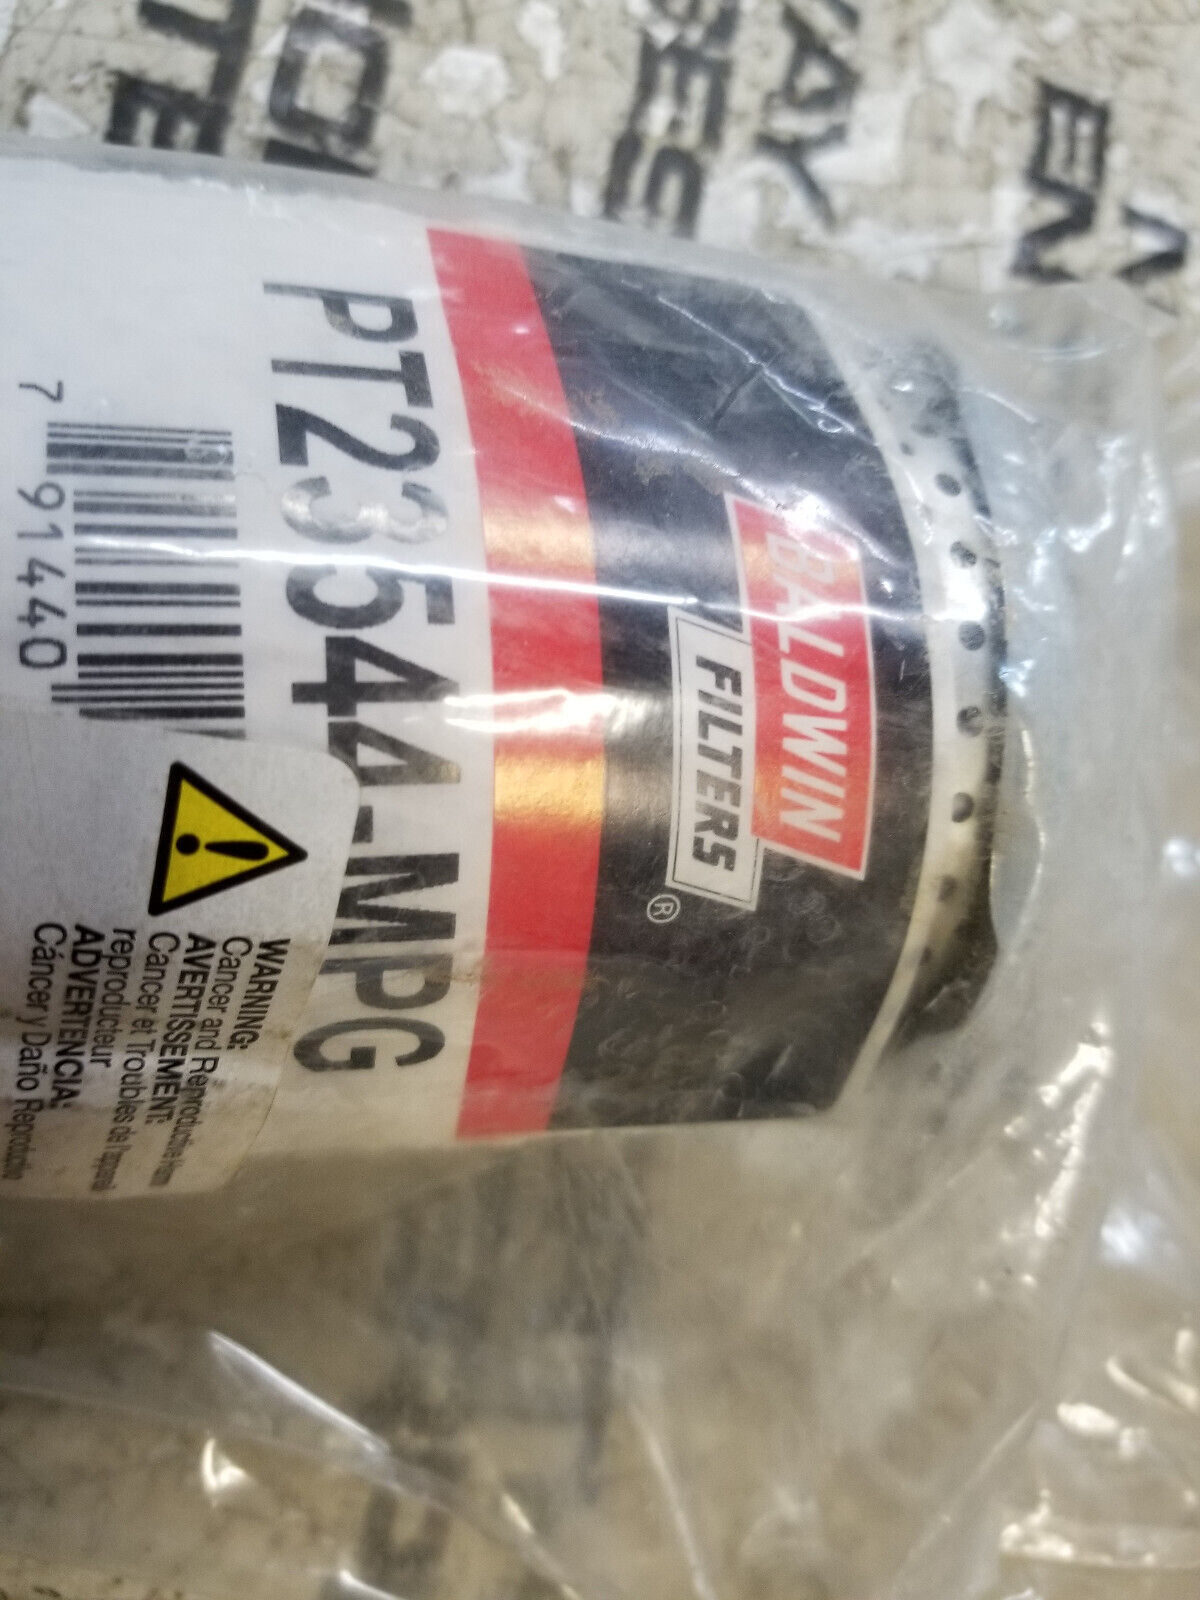 BALDWIN
FILTERS®
PT23544-MPG
7 91440
WARNING:
Cancer and Reproductive Harm
AVERTISSEMENT:
Cancer et Troubles de l'appareil
reproducteur
ADVERTENCIA:
Cáncer y Daño Reproductivo